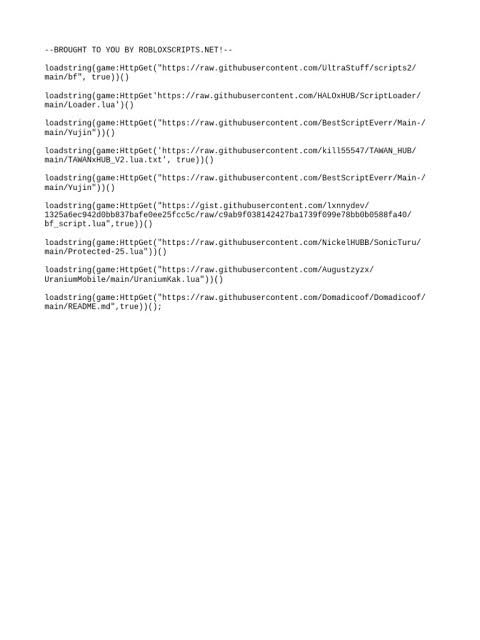 --BROUGHT TO YOU BY ROBLOXSCRIPTS.NET!--
loadstring(game:HttpGet("https://raw.githubusercontent.com/UltraStuff/scripts2/
main/bf", true))()
loadstring(game:HttpGet'https://raw.githubusercontent.com/HALOxHUB/ScriptLoader/
main/Loader.lua')()
loadstring(game:HttpGet("https://raw.githubusercontent.com/BestScriptEverr/Main-/
main/Yujin"))()
loadstring(game:HttpGet('https://raw.githubusercontent.com/kill55547/TAWAN_HUB/
main/TAWANxHUB_V2.lua.txt', true))()
loadstring(game:HttpGet("https://raw.githubusercontent.com/BestScriptEverr/Main-/
main/Yujin"))()
loadstring(game:HttpGet("https://gist.githubusercontent.com/lxnnydev/
1325a6ec942d0bb837bafe0ee25fcc5c/raw/c9ab9f038142427ba1739f099e78bb0b0588fa40/
bf_script.lua",true))()
loadstring(game:HttpGet("https://raw.githubusercontent.com/NickelHUBB/SonicTuru/
main/Protected-25.lua"))()
loadstring(game:HttpGet("https://raw.githubusercontent.com/Augustzyzx/
UraniumMobile/main/UraniumKak.lua"))()
loadstring(game:HttpGet("https://raw.githubusercontent.com/Domadicoof/Domadicoof/
main/README.md",true))();